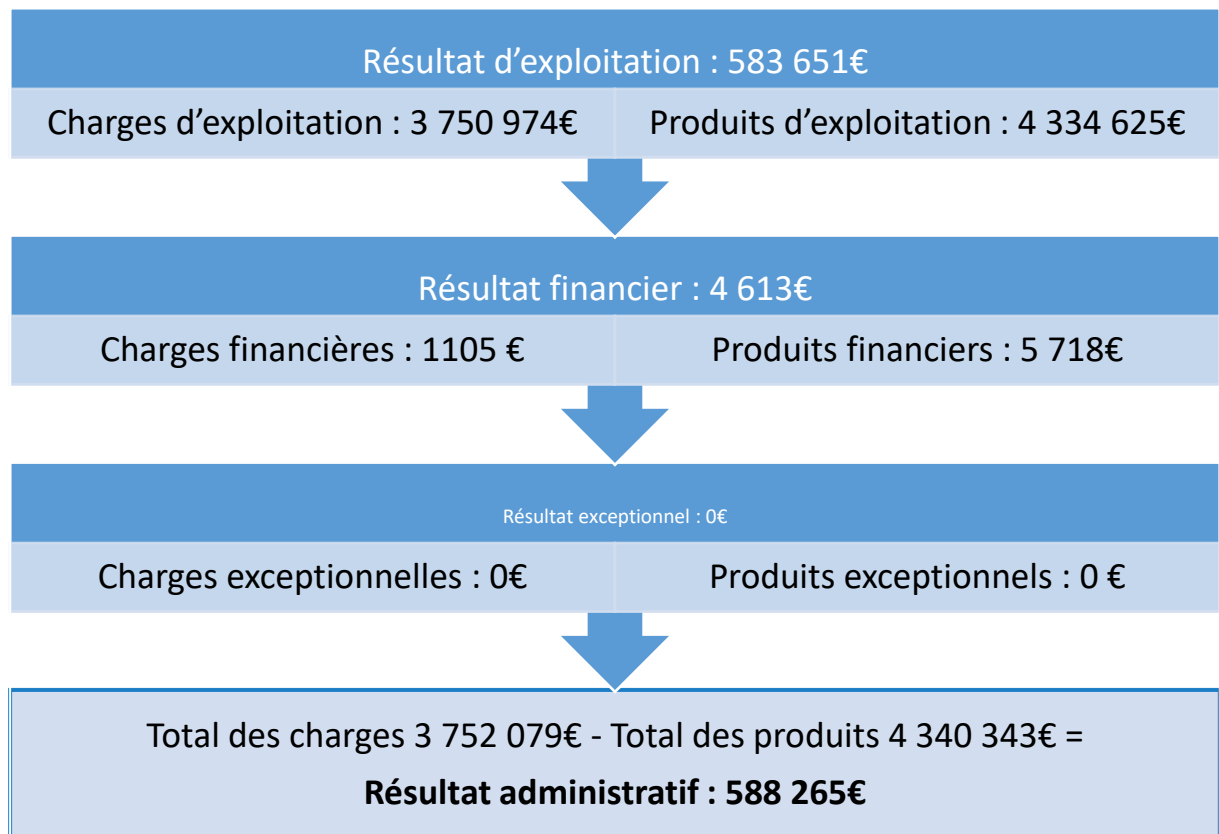 Résultat d’exploitation : 583 651€
Charges d’exploitation : 3 750 974€
Produits d’exploitation : 4 334 625€
Résultat financier : 4 613€
Charges financières : 1105 €
Produits financiers : 5 718€
Résultat exceptionnel : 0€
Charges exceptionnelles : 0€
Produits exceptionnels : 0 €
Total des charges 3 752 079€ - Total des produits 4 340 343€ =
Résultat administratif : 588 265€